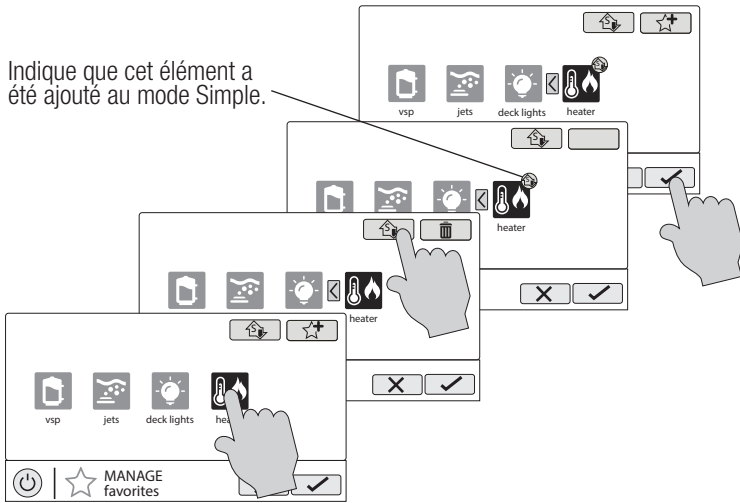 Indique que cet élément a
été ajouté au mode Simple.
S
S
vsp
jets
deck lights
heater
S
S
heater
S
heater
S
vsp
jets
deck lights
MANAGE
favorites